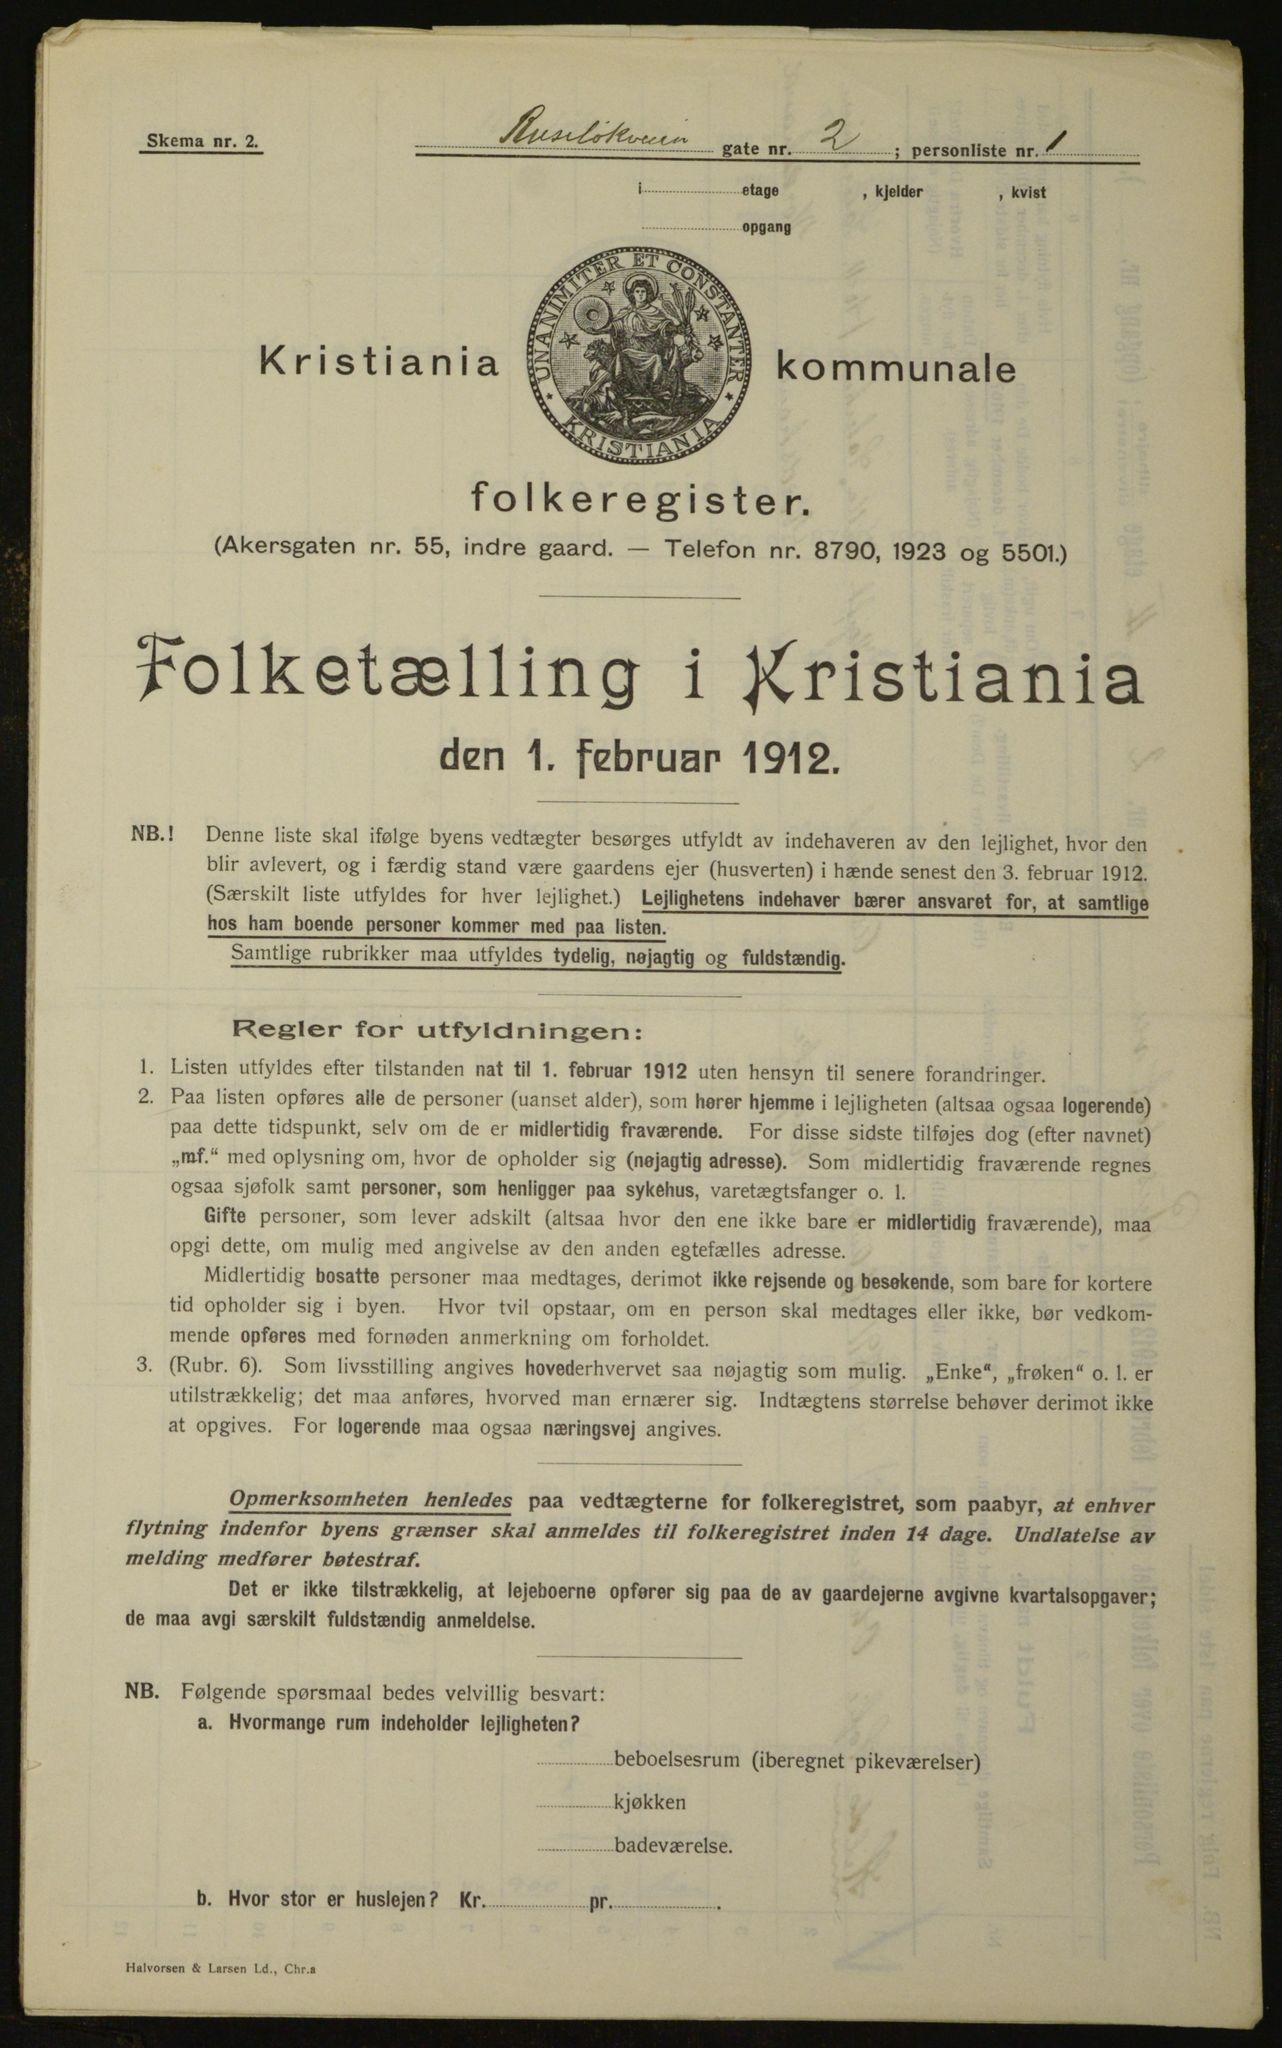 Skema nr. 2.
Ruseløkveien gate nr. 2 ; personliste nr. 1
i etage , kjelder , kvist
opgang
UNANIMITER ET CONSTANTER
KRISTIANIA
Kristiania kommunale
folkeregister.
(Akersgaten nr. 55, indre gaard. — Telefon nr. 8790, 1923 og 5501.)
Folketælling i Kristiania
den 1. februar 1912.
NB.! Denne liste skal ifølge byens vedtægter besørges utfyldt av indehaveren av den lejlighet, hvor den
blir avlevert, og i færdig stand være gaardens ejer (husverten) i hænde senest den 3. februar 1912.
(Særskilt liste utfyldes for hver lejlighet.) Lejlighetens indehaver bærer ansvaret for, at samtlige
hos ham boende personer kommer med paa listen.
Samtlige rubrikker maa utfyldes tydelig, nøjagtig og fuldstændig.
Regler for utfyldningen:
1. Listen utfyldes efter tilstanden nat til 1. februar 1912 uten hensyn til senere forandringer.
2. Paa listen opføres alle de personer (uanset alder), som hører hjemme i lejligheten (altsaa ogsaa logerende)
paa dette tidspunkt, selv om de er midlertidig fraværende. For disse sidste tilføjes dog (efter navnet)
„mf.“ med oplysning om, hvor de opholder sig (nøjagtig adresse). Som midlertidig fraværende regnes
ogsaa sjøfolk samt personer, som henligger paa sykehus, varetægtsfanger o. l.
Gifte personer, som lever adskilt (altsaa hvor den ene ikke bare er midlertidig fraværende), maa
opgi dette, om mulig med angivelse av den anden egtefælles adresse.
Midlertidig bosatte personer maa medtages, derimot ikke rejsende og besøkende, som bare for kortere
tid opholder sig i byen. Hvor tvil opstaar, om en person skal medtages eller ikke, bør vedkom-
mende opføres med fornøden anmerkning om forholdet.
3. (Rubr. 6). Som livsstilling angives hovederhvervet saa nøjagtig som mulig. „Enke“, „frøken“ o. l. er
utilstrækkelig; det maa anføres, hvorved man ernærer sig. Indtægtens størrelse behøver derimot ikke
at opgives. For logerende maa ogsaa næringsvej angives.
Opmerksomheten henledes paa vedtægterne for folkeregistret, som paabyr, at enhver
flytning indenfor byens grænser skal anmeldes til folkeregistret inden 14 dage. Undlatelse av
melding medfører bøtestraf.
Det er ikke tilstrækkelig, at lejeboerne opfører sig paa de av gaardejerne avgivne kvartalsopgaver;
de maa avgi særskilt fuldstændig anmeldelse.
NB. Følgende spørsmaal bedes velvillig besvart:
a. Hvormange rum indeholder lejligheten?
beboelsesrum (iberegnet pikeværelser)
kjøkken
badeværelse.
b. Hvor stor er huslejen? Kr. pr. .
Halvorsen & Larsen Ld., Chr.a